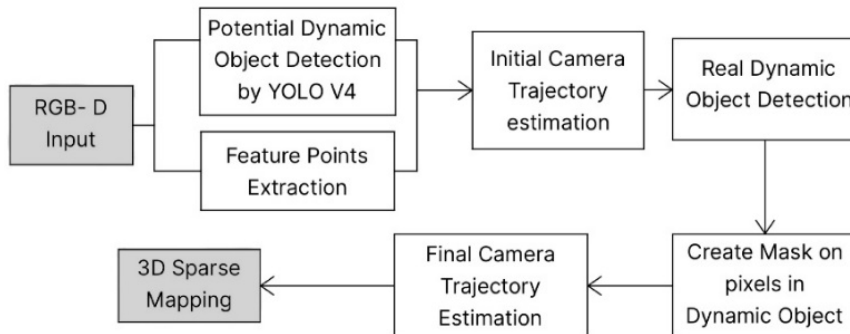 RGB- D
Input
Potential Dynamic
Object Detection
by YOLO V4
Feature Points
Extraction
Initial Camera
Trajectory
estimation
Real Dynamic
Object Detection
Create Mask on
pixels in
Dynamic Object
Final Camera
Trajectory
Estimation
3D Sparse
Mapping